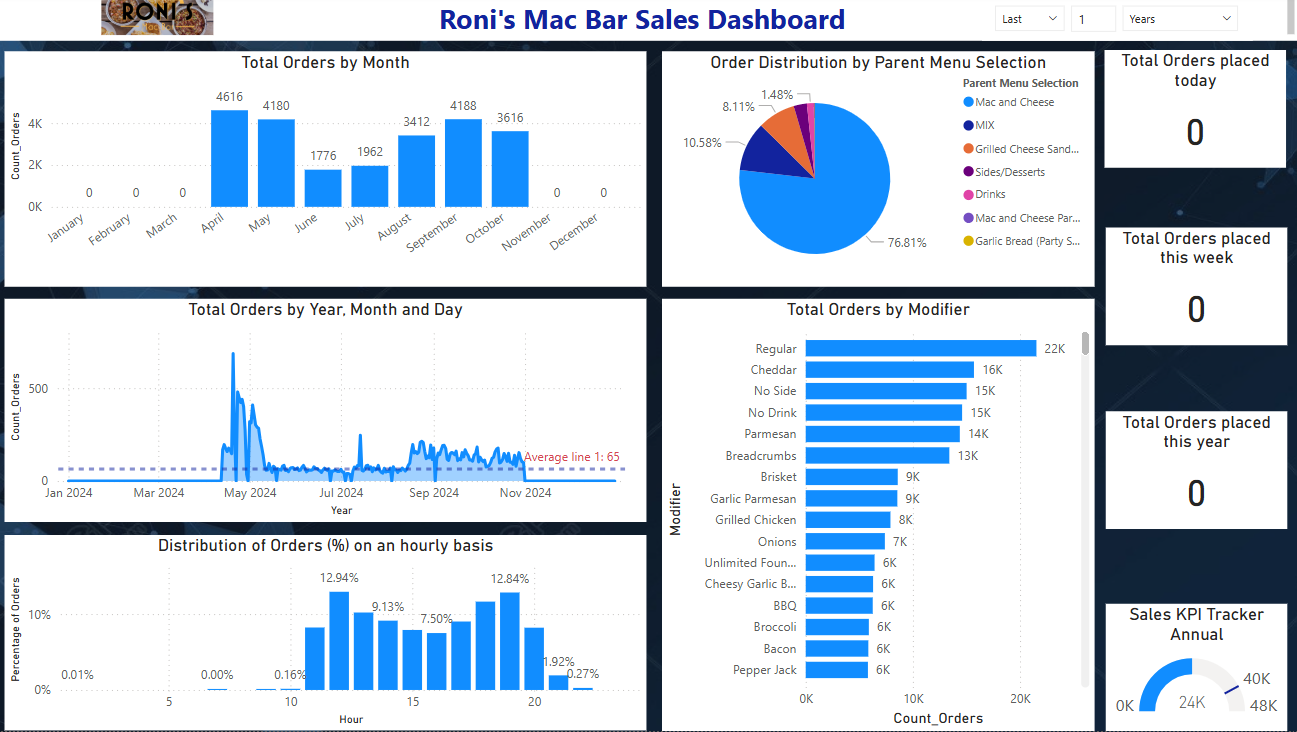 RONI'S
Roni's Mac Bar Sales Dashboard
Last
1
Years
Total Orders by Month
Count_Orders
4K
2K
0K
0
0
0
4616
4180
1776
1962
3412
4188
3616
0
0
January
February
March
April
May
June
July
August
September
October
November
December
Order Distribution by Parent Menu Selection
1.48%
8.11%
10.58%
76.81%
Parent Menu Selection
Mac and Cheese
MIX
Grilled Cheese Sand...
Sides/Desserts
Drinks
Mac and Cheese Par...
Garlic Bread (Party S...
Total Orders placed
today
0
Total Orders placed
this week
0
Total Orders placed
this year
0
Total Orders by Year, Month and Day
Count_Orders
500
0
Average line 1: 65
Jan 2024
Mar 2024
May 2024
Jul 2024
Sep 2024
Nov 2024
Year
Total Orders by Modifier
Modifier
Regular 22K
Cheddar 16K
No Side 15K
No Drink 15K
Parmesan 14K
Breadcrumbs 13K
Brisket 9K
Garlic Parmesan 9K
Grilled Chicken 8K
Onions 7K
Unlimited Foun... 6K
Cheesy Garlic B... 6K
BBQ 6K
Broccoli 6K
Bacon 6K
Pepper Jack 6K
0K
10K
20K
Count_Orders
Distribution of Orders (%) on an hourly basis
Percentage of Orders
10%
0%
0.01%
0.00%
0.16%
12.94%
9.13%
7.50%
12.84%
1.92%
0.27%
5
10
15
20
Hour
Sales KPI Tracker
Annual
0K
24K
40K
48K